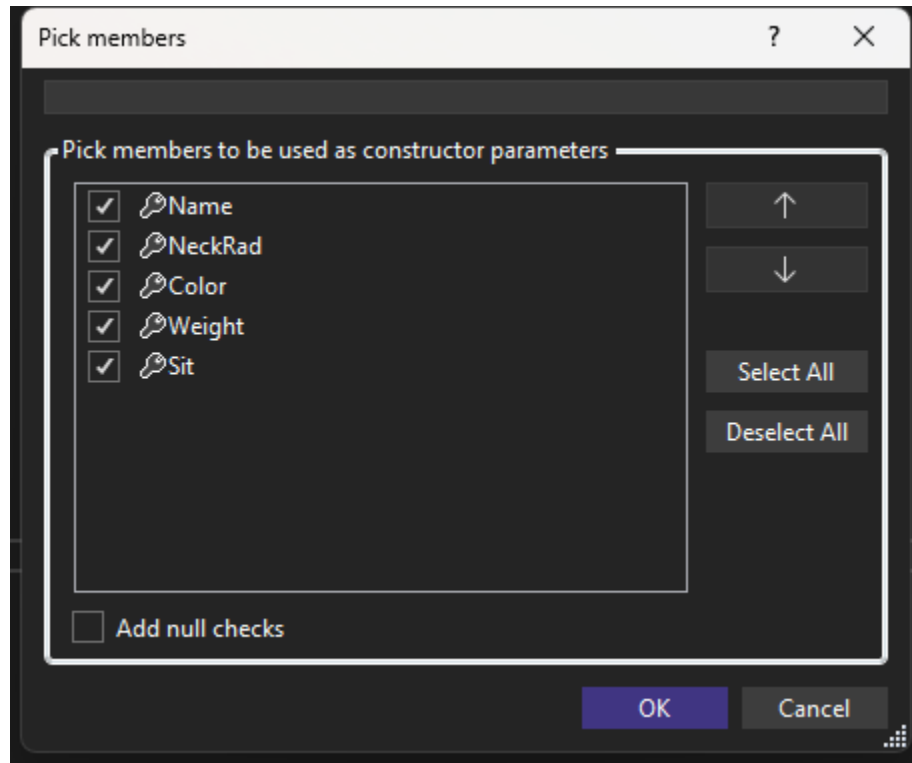 Pick members
?
Pick members to be used as constructor parameters
Name
NeckRad
Color
Weight
Sit
Select All
Deselect All
Add null checks
OK
Cancel